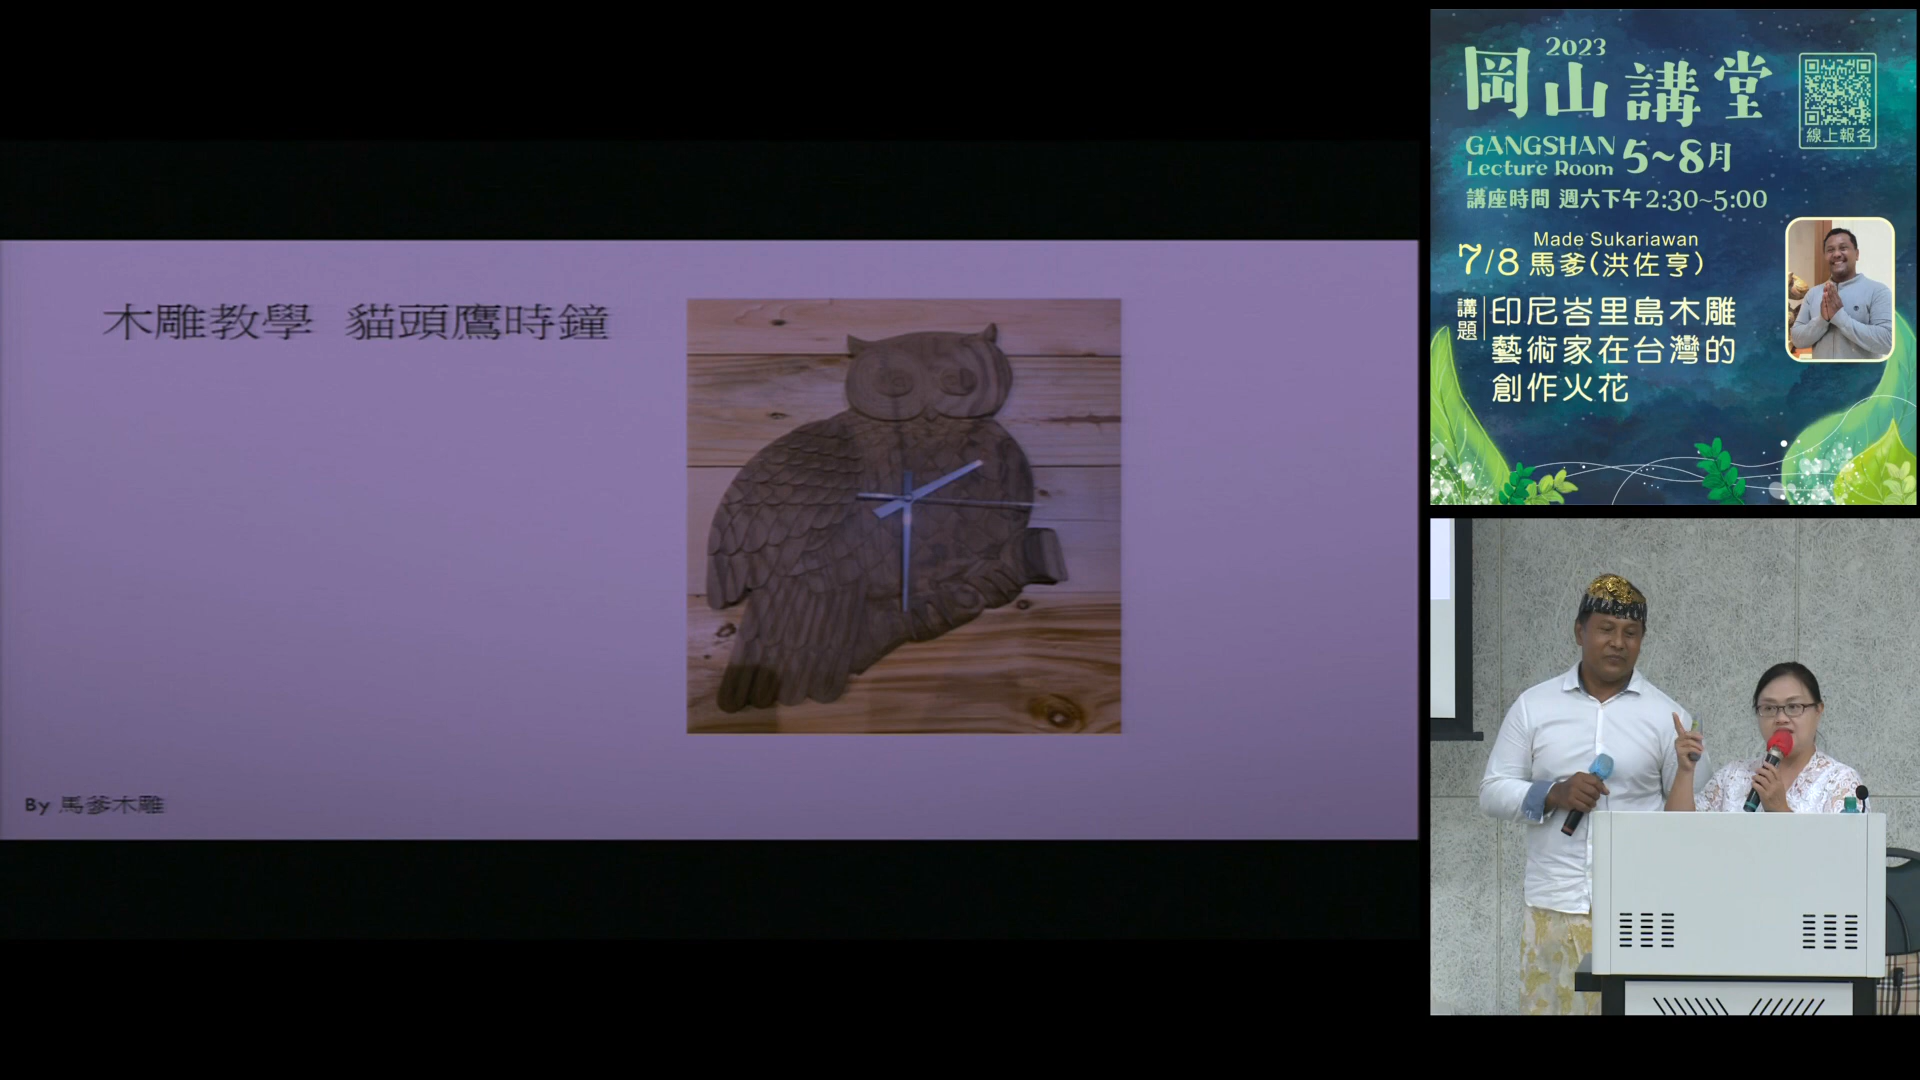 木雕教學 貓頭鷹時鐘
By 馬爹木雕
2023
岡山講堂
線上報名
GANGSHAN
Lecture Room
5~8月
講座時間 週六下午2:30~5:00
Made Sukariawan
7/8 馬爹(洪佐亨)
講題
印尼峇里島木雕
藝術家在台灣的
創作火花